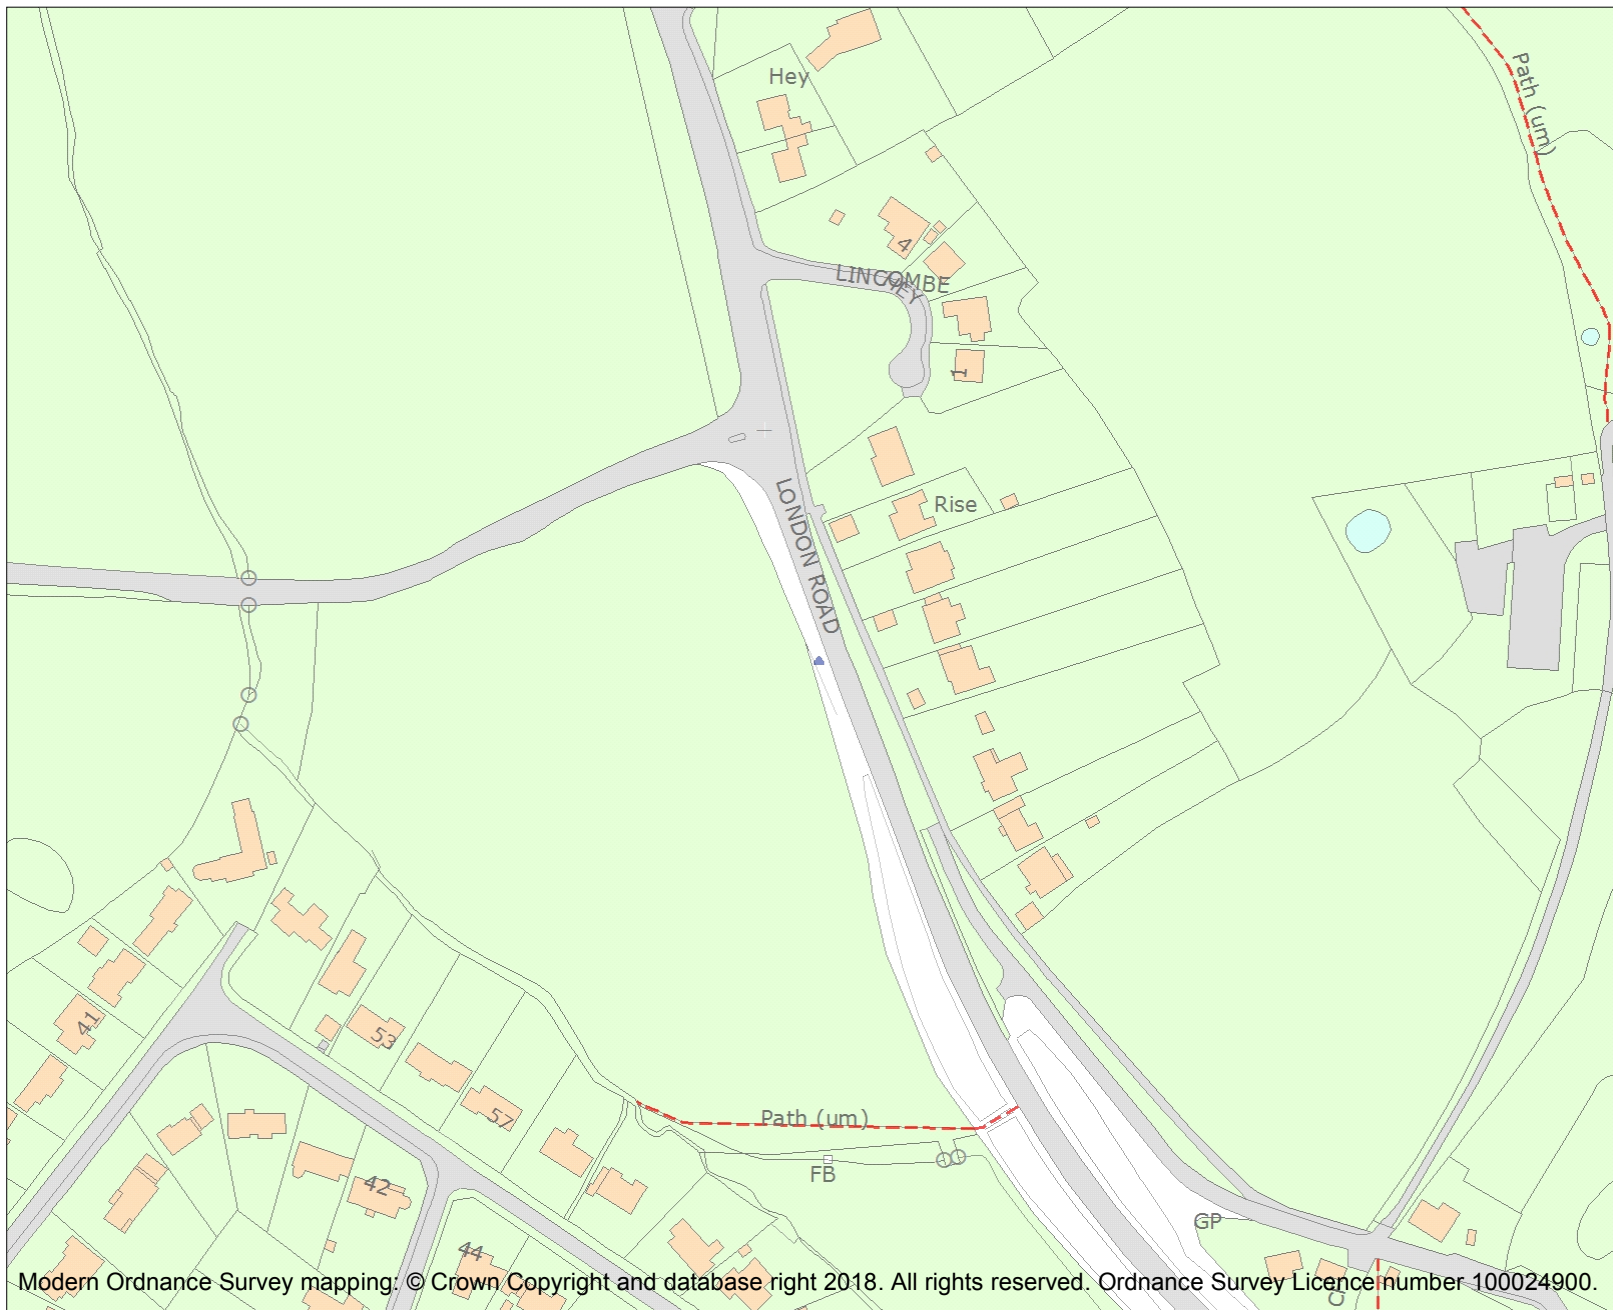 Hey
Path (um)
4
LINCOMBE
HEY
1
Rise
LONDON ROAD
41
53
57
Path (um)
FB
42
44
GP
Modern Ordnance Survey mapping: © Crown Copyright and database right 2018. All rights reserved. Ordnance Survey Licence number 100024900.